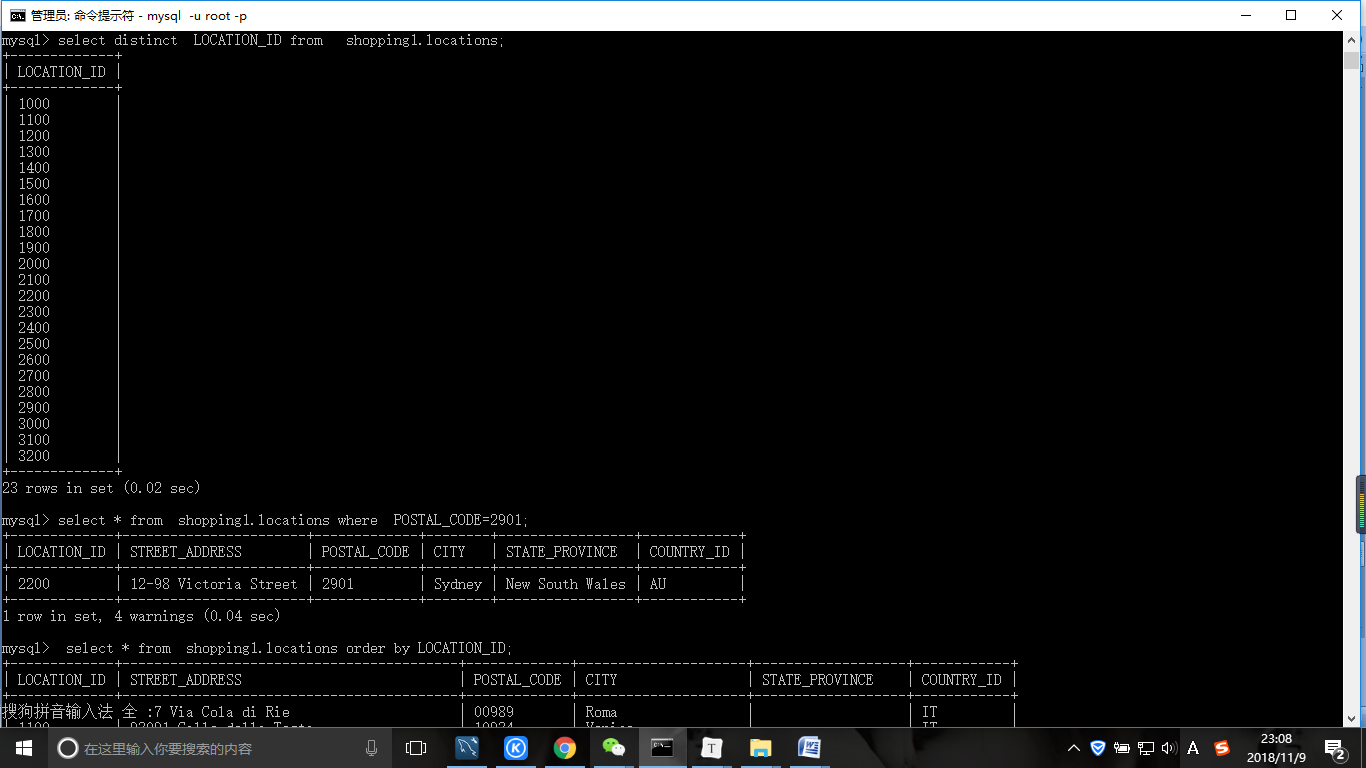 管理员: 命令提示符 - mysql  -u root -p
mysql> select distinct  LOCATION_ID from   shopping1.locations;
+-------------+
| LOCATION_ID |
+-------------+
| 1000        |
| 1100        |
| 1200        |
| 1300        |
| 1400        |
| 1500        |
| 1600        |
| 1700        |
| 1800        |
| 1900        |
| 2000        |
| 2100        |
| 2200        |
| 2300        |
| 2400        |
| 2500        |
| 2600        |
| 2700        |
| 2800        |
| 2900        |
| 3000        |
| 3100        |
| 3200        |
+-------------+
23 rows in set (0.02 sec)
mysql> select * from  shopping1.locations where  POSTAL_CODE=2901;
+-------------+-----------------------+-------------+--------+-----------------+------------+
| LOCATION_ID | STREET_ADDRESS        | POSTAL_CODE | CITY   | STATE_PROVINCE  | COUNTRY_ID |
+-------------+-----------------------+-------------+--------+-----------------+------------+
| 2200        | 12-98 Victoria Street | 2901        | Sydney | New South Wales | AU         |
+-------------+-----------------------+-------------+--------+-----------------+------------+
1 row in set, 4 warnings (0.04 sec)
mysql>  select * from  shopping1.locations order by LOCATION_ID;
+-------------+------------------------------------------+-------------+---------------------+-------------------+------------+
| LOCATION_ID | STREET_ADDRESS                           | POSTAL_CODE | CITY                | STATE_PROVINCE    | COUNTRY_ID |
+-------------+------------------------------------------+-------------+---------------------+-------------------+------------+
搜狗拼音输入法 全 :7 Via Cola di Rie | 00989 | Roma | | IT |
在这里输入你要搜索的内容
T
W
A
S
23:08
2018/11/9
2